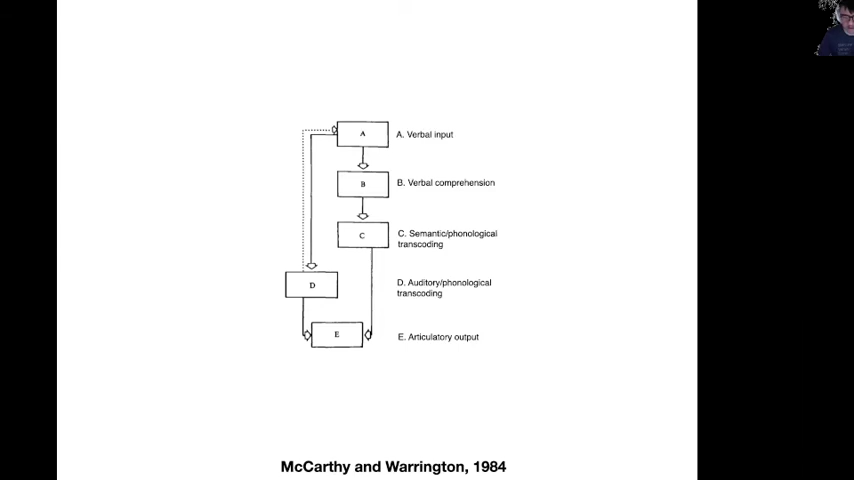 A
A. Verbal input
B
B. Verbal comprehension
C
C. Semantic/phonological
transcoding
D
D. Auditory/phonological
transcoding
E
E. Articulatory output
McCarthy and Warrington, 1984